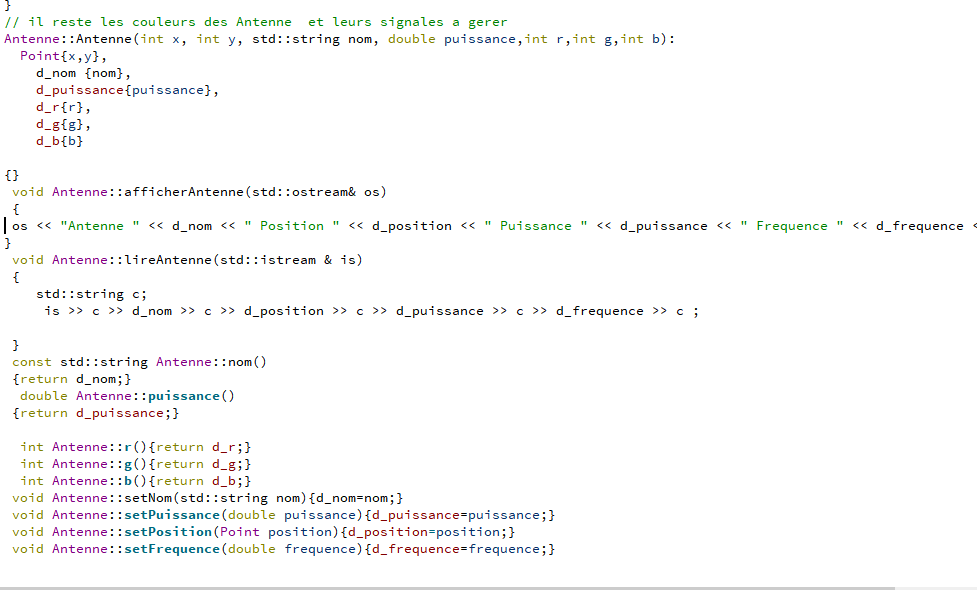 }
// il reste les couleurs des Antenne  et leurs signales a gerer
Antenne::Antenne(int x, int y, std::string nom, double puissance,int r,int g,int b):
  Point{x,y},
    d_nom {nom},
    d_puissance{puissance},
    d_r{r},
    d_g{g},
    d_b{b}
{}
 void Antenne::afficherAntenne(std::ostream& os)
 {
 os << "Antenne " << d_nom << " Position " << d_position << " Puissance " << d_puissance << " Frequence " << d_frequence <
}
 void Antenne::lireAntenne(std::istream & is)
 {
    std::string c;
     is >> c >> d_nom >> c >> d_position >> c >> d_puissance >> c >> d_frequence >> c ;
 }
 const std::string Antenne::nom()
 {return d_nom;}
  double Antenne::puissance()
 {return d_puissance;}
  int Antenne::r(){return d_r;}
  int Antenne::g(){return d_g;}
  int Antenne::b(){return d_b;}
 void Antenne::setNom(std::string nom){d_nom=nom;}
 void Antenne::setPuissance(double puissance){d_puissance=puissance;}
 void Antenne::setPosition(Point position){d_position=position;}
 void Antenne::setFrequence(double frequence){d_frequence=frequence;}